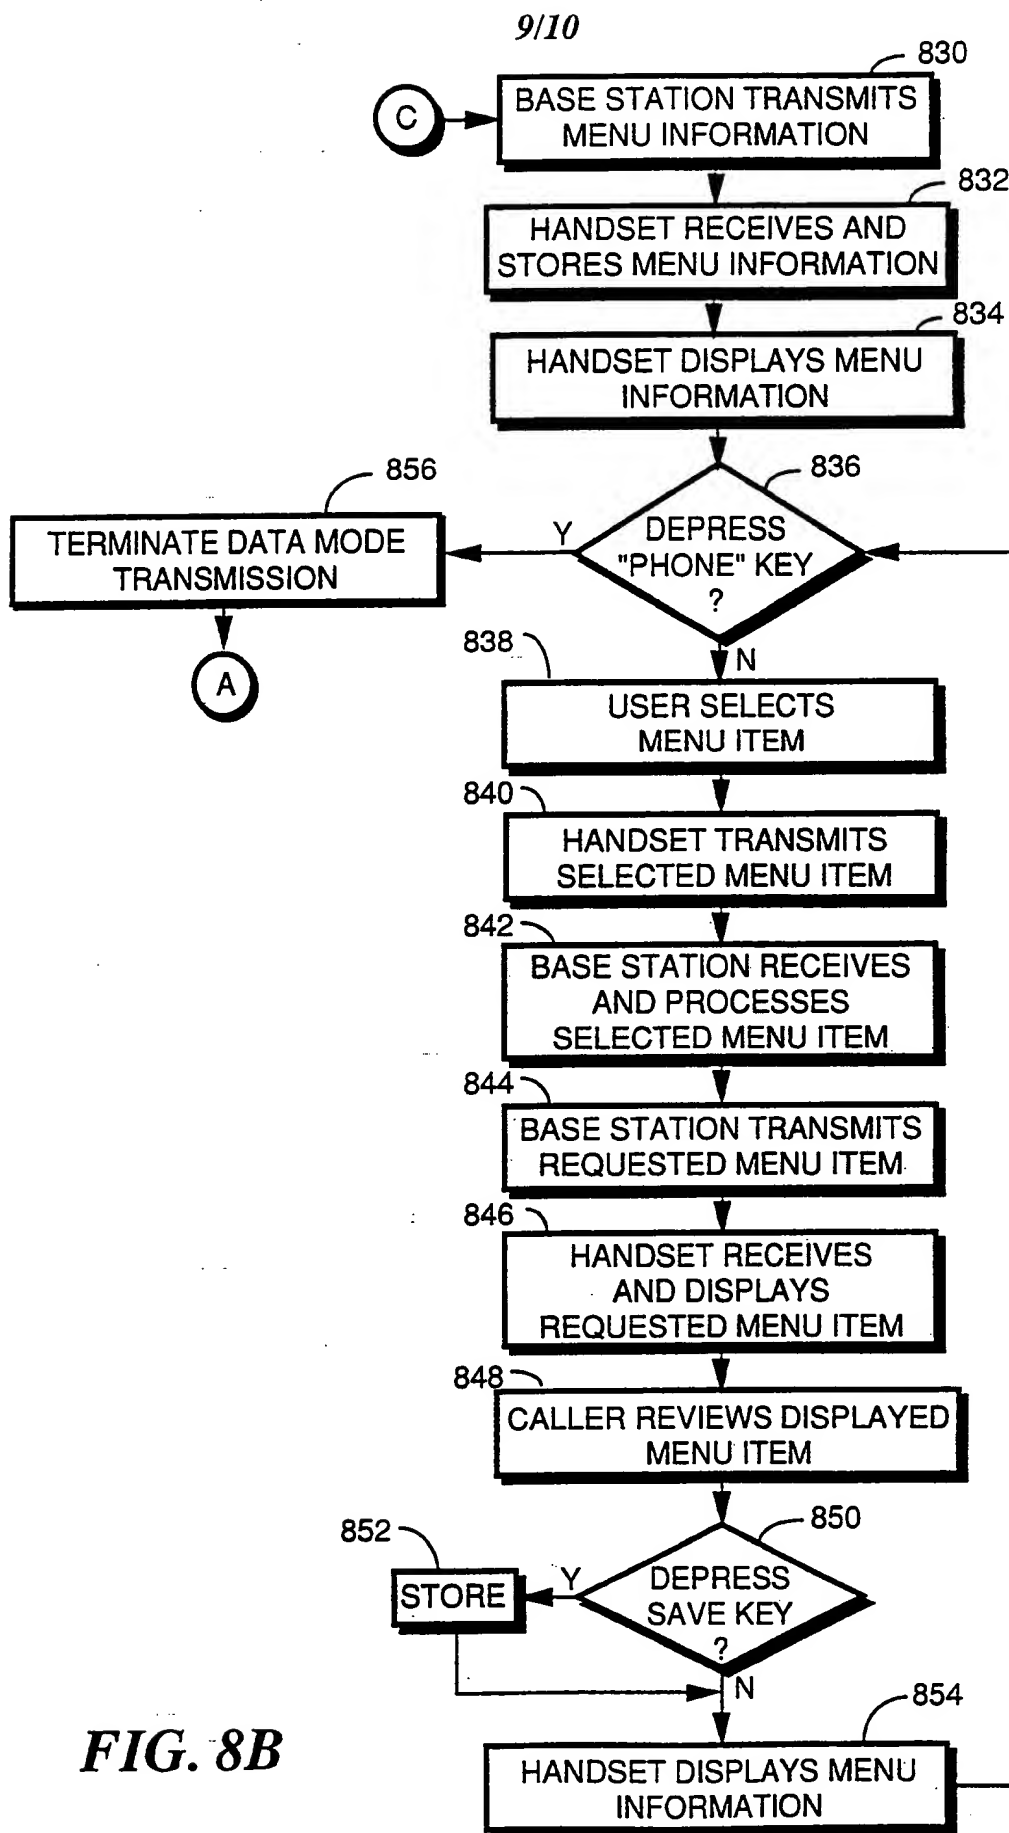 9/10
830
C
BASE STATION TRANSMITS
MENU INFORMATION
832
HANDSET RECEIVES AND
STORES MENU INFORMATION
834
HANDSET DISPLAYS MENU
INFORMATION
836
856
DEPRESS
"PHONE" KEY
?
Y
TERMINATE DATA MODE
TRANSMISSION
A
N
838
USER SELECTS
MENU ITEM
840
HANDSET TRANSMITS
SELECTED MENU ITEM
842
BASE STATION RECEIVES
AND PROCESSES
SELECTED MENU ITEM
844
BASE STATION TRANSMITS
REQUESTED MENU ITEM
846
HANDSET RECEIVES
AND DISPLAYS
REQUESTED MENU ITEM
848
CALLER REVIEWS DISPLAYED
MENU ITEM
850
852
DEPRESS
SAVE KEY
?
Y
STORE
N
854
HANDSET DISPLAYS MENU
INFORMATION
FIG. 8B